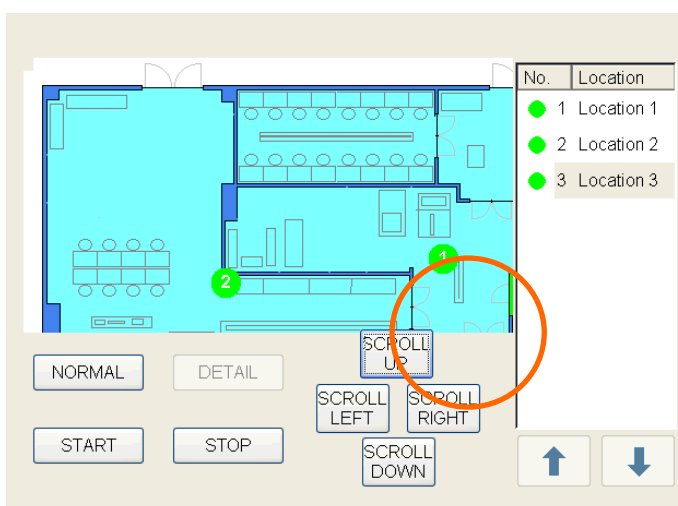 No. Location
1 Location 1
2 Location 2
3 Location 3
1
2
SCROLL
UP
NORMAL
DETAIL
SCROLL
LEFT
SCROLL
RIGHT
START
STOP
SCROLL
DOWN